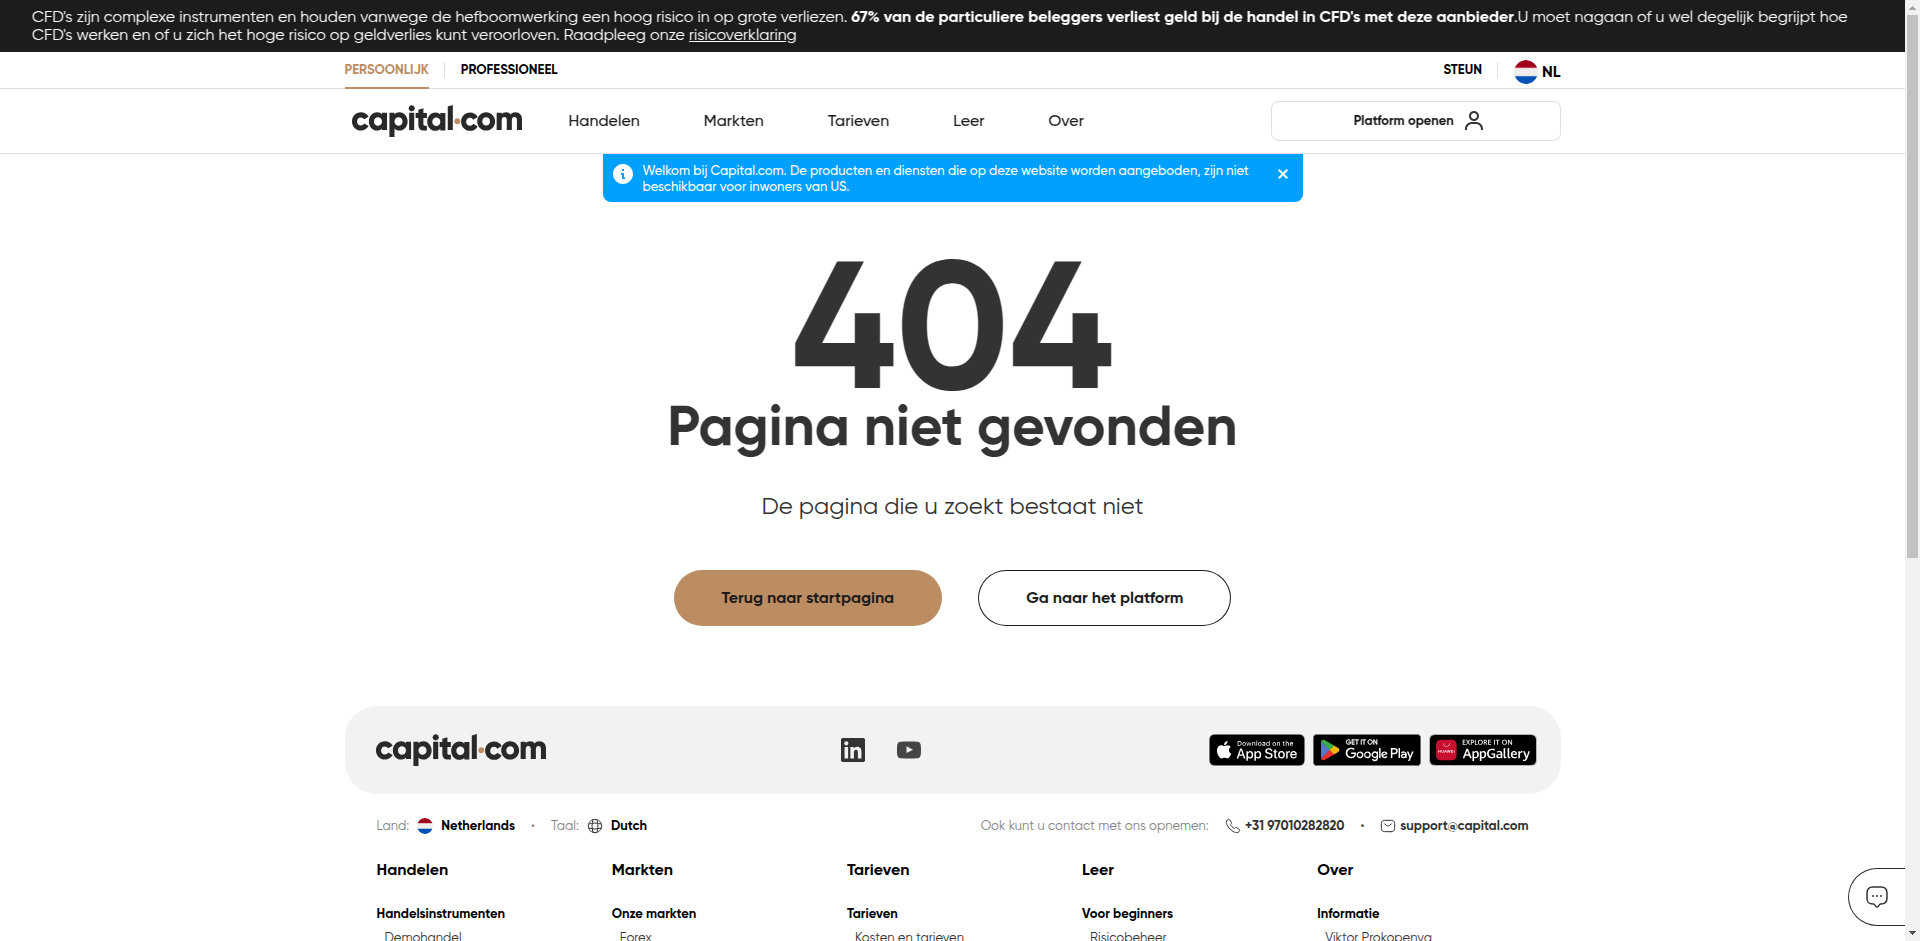 CFD's zijn complexe instrumenten en houden vanwege de hefboomwerking een hoog risico in op grote verliezen. 67% van de particuliere beleggers verliest geld bij de handel in CFD's met deze aanbieder.U moet nagaan of u wel degelijk begrijpt hoe
CFD's werken en of u zich het hoge risico op geldverlies kunt veroorloven. Raadpleeg onze risicoverklaring
PERSOONLIJK PROFESSIONEEL STEUN NL
capital.com Handelen Markten Tarieven Leer Over Platform openen
Welkom bij Capital.com. De producten en diensten die op deze website worden aangeboden, zijn niet
beschikbaar voor inwoners van US.
404
Pagina niet gevonden
De pagina die u zoekt bestaat niet
Terug naar startpagina Ga naar het platform
capital.com Download on the App Store GET IT ON Google Play HUAWEI EXPLORE IT ON AppGallery
Land: Netherlands • Taal: Dutch Ook kunt u contact met ons opnemen: +31 97010282820 • support@capital.com
Handelen Markten Tarieven Leer Over
Handelsinstrumenten Onze markten Tarieven Voor beginners Informatie
Demohandel Forex Kosten en tarieven Risicobeheer Viktor Prokopenya